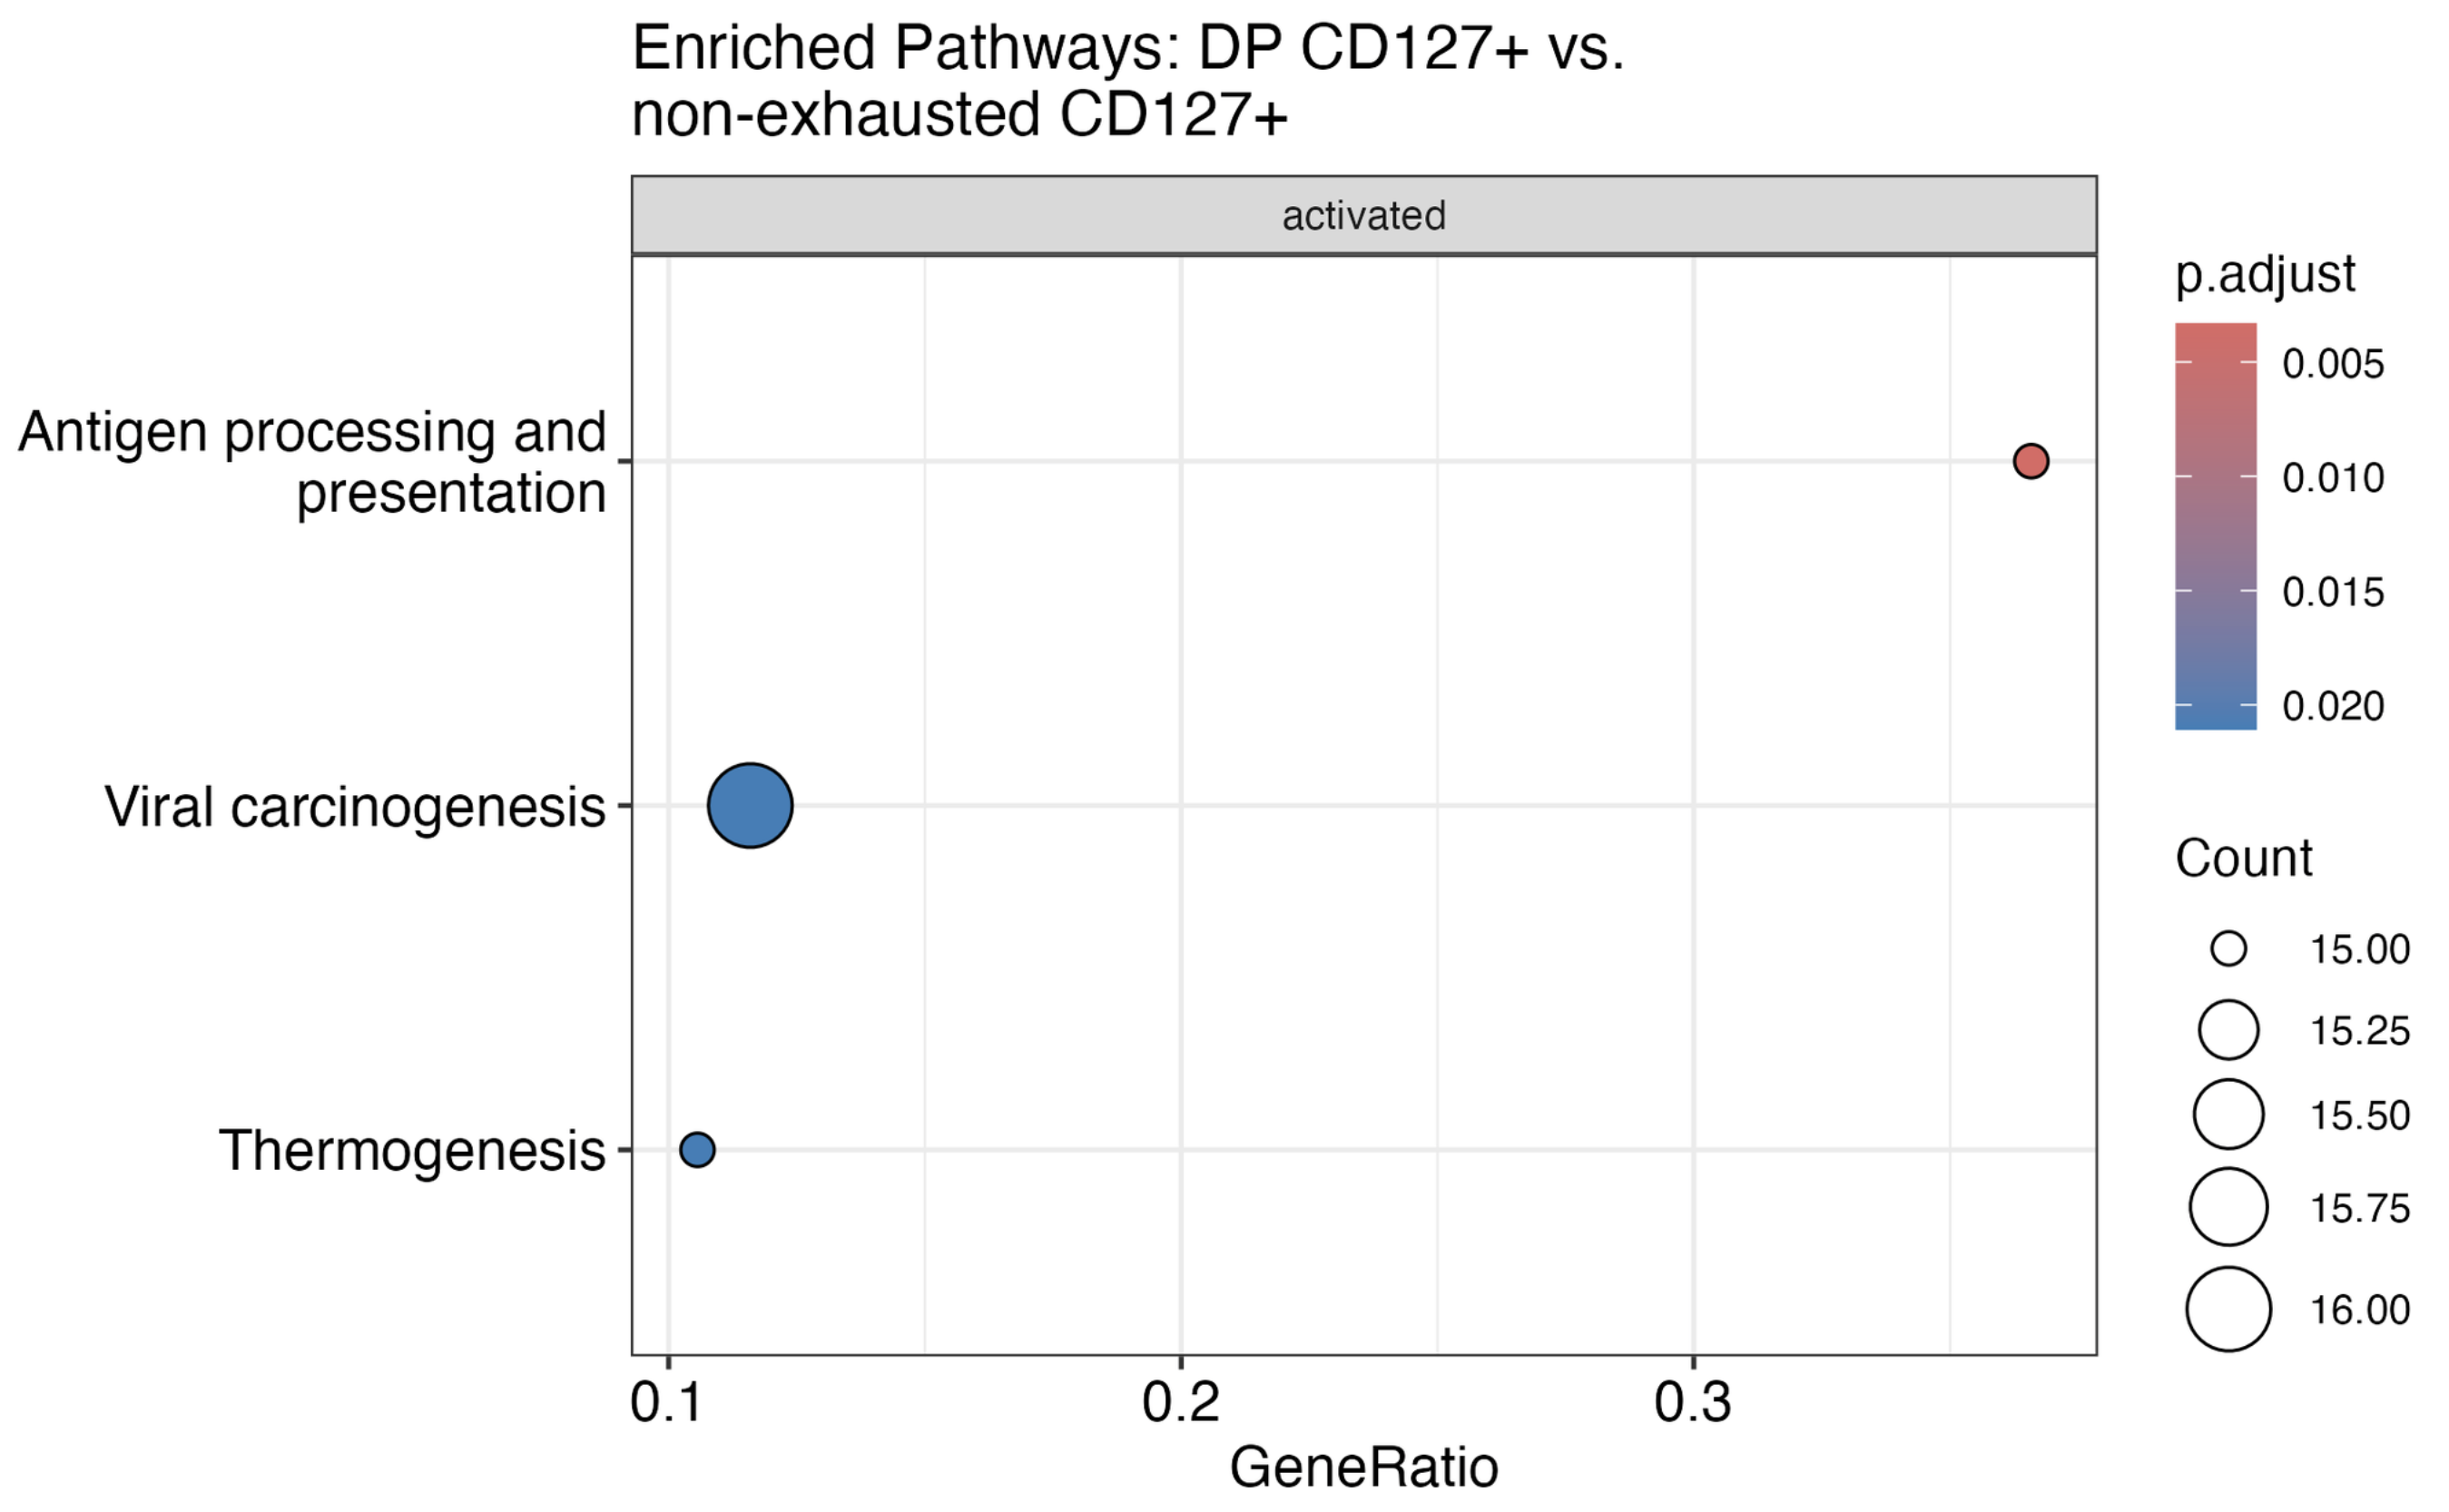 Enriched Pathways: DP CD127+ vs.
non-exhausted CD127+
activated
Antigen processing and
presentation
Viral carcinogenesis
Thermogenesis
0.1
0.2
0.3
GeneRatio
p.adjust
0.005
0.010
0.015
0.020
Count
15.00
15.25
15.50
15.75
16.00